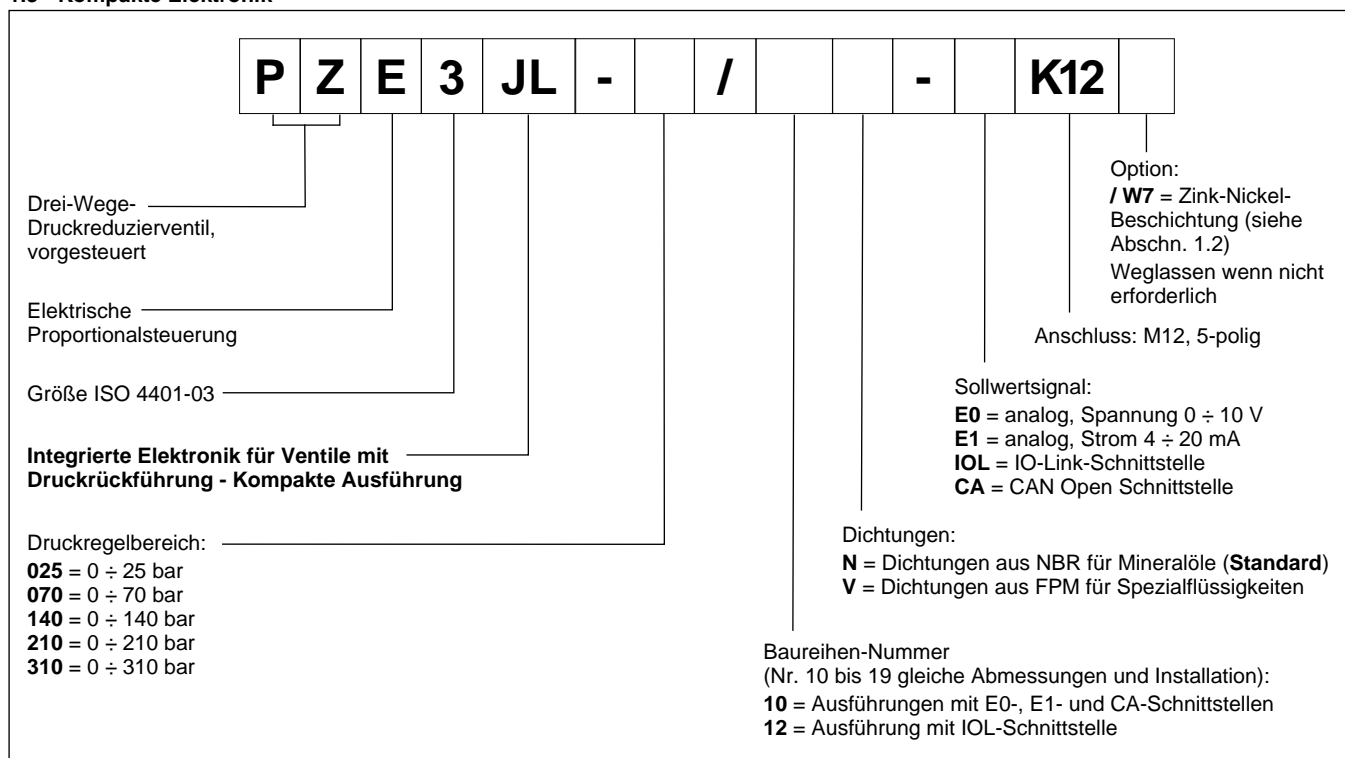 P Z E 3 JL - / - K12
Drei-Wege-
Druckreduzierventil,
vorgesteuert
Elektrische
Proportionalsteuerung
Größe ISO 4401-03
Integrierte Elektronik für Ventile mit
Druckrückführung - Kompakte Ausführung
Druckregelbereich:
025 = 0 ÷ 25 bar
070 = 0 ÷ 70 bar
140 = 0 ÷ 140 bar
210 = 0 ÷ 210 bar
310 = 0 ÷ 310 bar
Option:
/ W7 = Zink-Nickel-
Beschichtung (siehe
Abschn. 1.2)
Weglassen wenn nicht
erforderlich
Anschluss: M12, 5-polig
Sollwertsignal:
E0 = analog, Spannung 0 ÷ 10 V
E1 = analog, Strom 4 ÷ 20 mA
IOL = IO-Link-Schnittstelle
CA = CAN Open Schnittstelle
Dichtungen:
N = Dichtungen aus NBR für Mineralöle (Standard)
V = Dichtungen aus FPM für Spezialflüssigkeiten
Baureihen-Nummer
(Nr. 10 bis 19 gleiche Abmessungen und Installation):
10 = Ausführungen mit E0-, E1- und CA-Schnittstellen
12 = Ausführung mit IOL-Schnittstelle